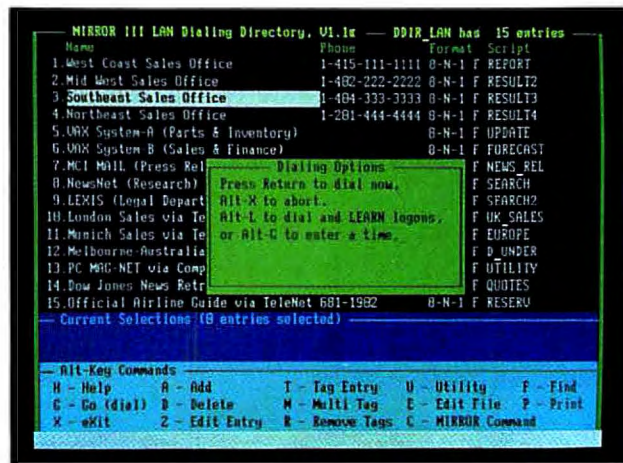 MIRROR III LAN Dialing Directory, V1.1α — DDIR_LAN has 15 entries
Name Phone Format Script
1.West Coast Sales Office 1-415-111-1111 8-N-1 F REPORT
2.Mid West Sales Office 1-402-222-2222 8-N-1 F RESULT2
3.Southeast Sales Office 1-404-333-3333 8-N-1 F RESULT3
4.Northeast Sales Office 1-201-444-4444 8-N-1 F RESULT4
5.VAX System-A (Parts & Inventory) 8-N-1 F UPDATE
6.VAX System B (Sales & Finance) 8-N-1 F FORECAST
7.MCI MAIL (Press Rel Dialing Options F NEWS_REL
8.NewsNet (Research) Press Return to dial now, F SEARCH
9.LEXIS (Legal Depart Alt-X to abort, F SEARCH2
10.London Sales via Te Alt-L to dial and LEARN logons, F UK_SALES
11.Munich Sales via Te or Alt-G to enter a time. F EUROPE
12.Melbourne-Australia F D_UNDER
13.PC MAG-NET via Comp F UTILITY
14.Dow Jones News Retr F QUOTES
15.Official Airline Guide via TeleNet 681-1982 8-N-1 F RESERV
Current Selections (0 entries selected)
Alt-Key Commands
H - Help A - Add T - Tag Entry U - Utility F - Find
G - Go (dial) D - Delete M - Multi Tag E - Edit File P - Print
X - eXit Z - Edit Entry R - Remove Tags C - MIRROR Command